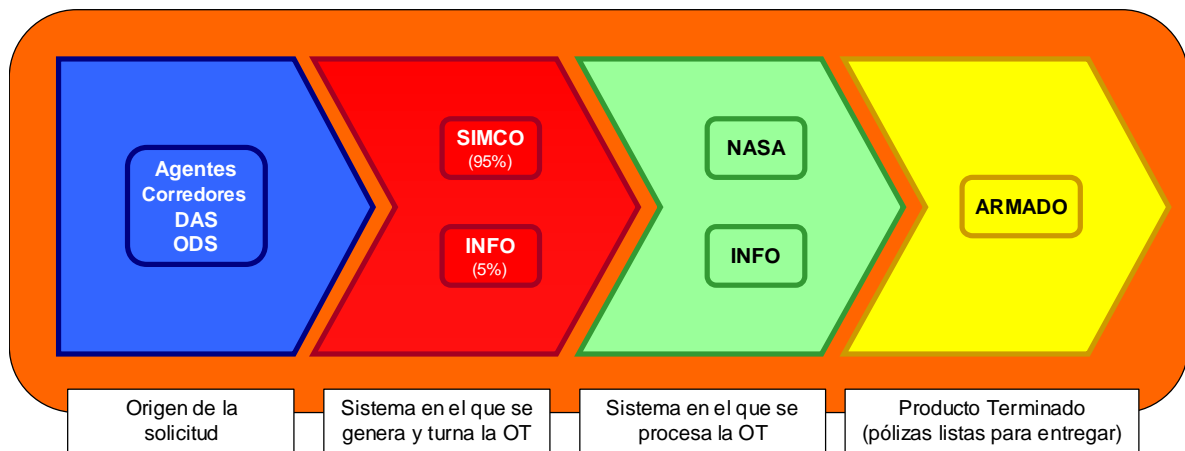 Agentes
Corredores
DAS
ODS
SIMCO
(95%)
INFO
(5%)
NASA
INFO
ARMADO
Origen de la
solicitud
Sistema en el que se
genera y turna la OT
Sistema en el que se
procesa la OT
Producto Terminado
(pólizas listas para entregar)